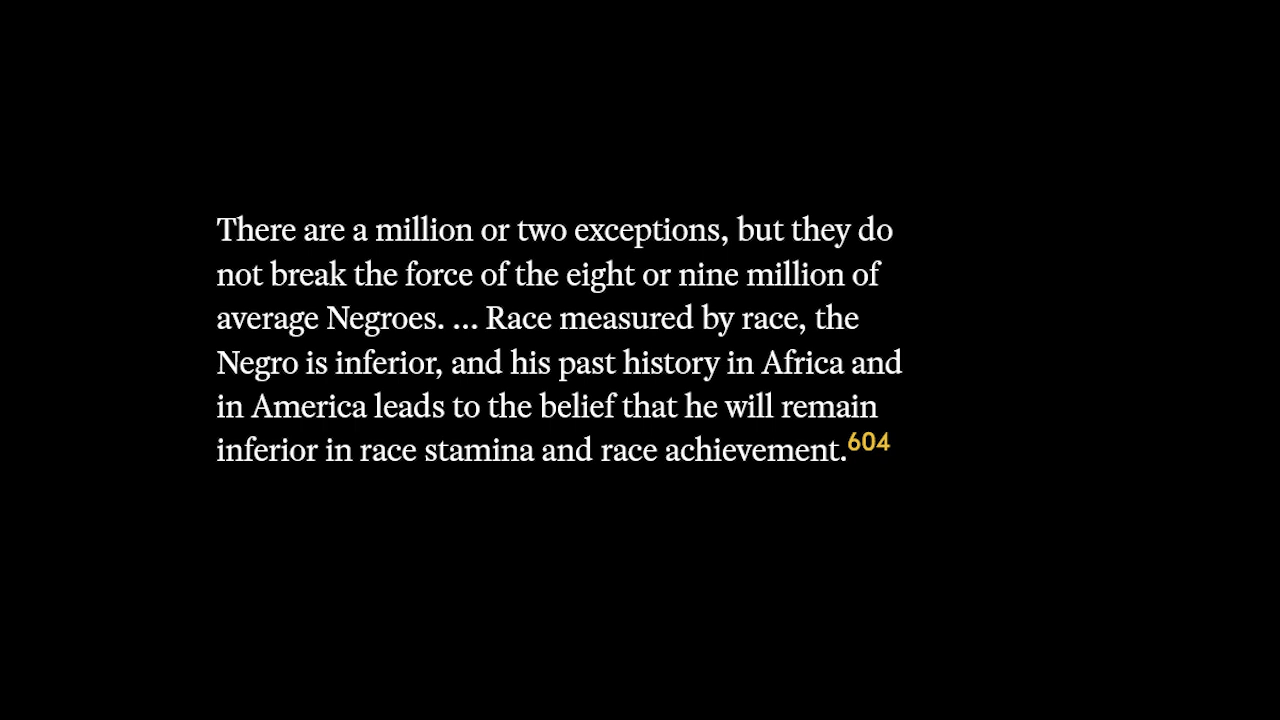 There are a million or two exceptions, but they do
not break the force of the eight or nine million of
average Negroes. ... Race measured by race, the
Negro is inferior, and his past history in Africa and
in America leads to the belief that he will remain
inferior in race stamina and race achievement.604